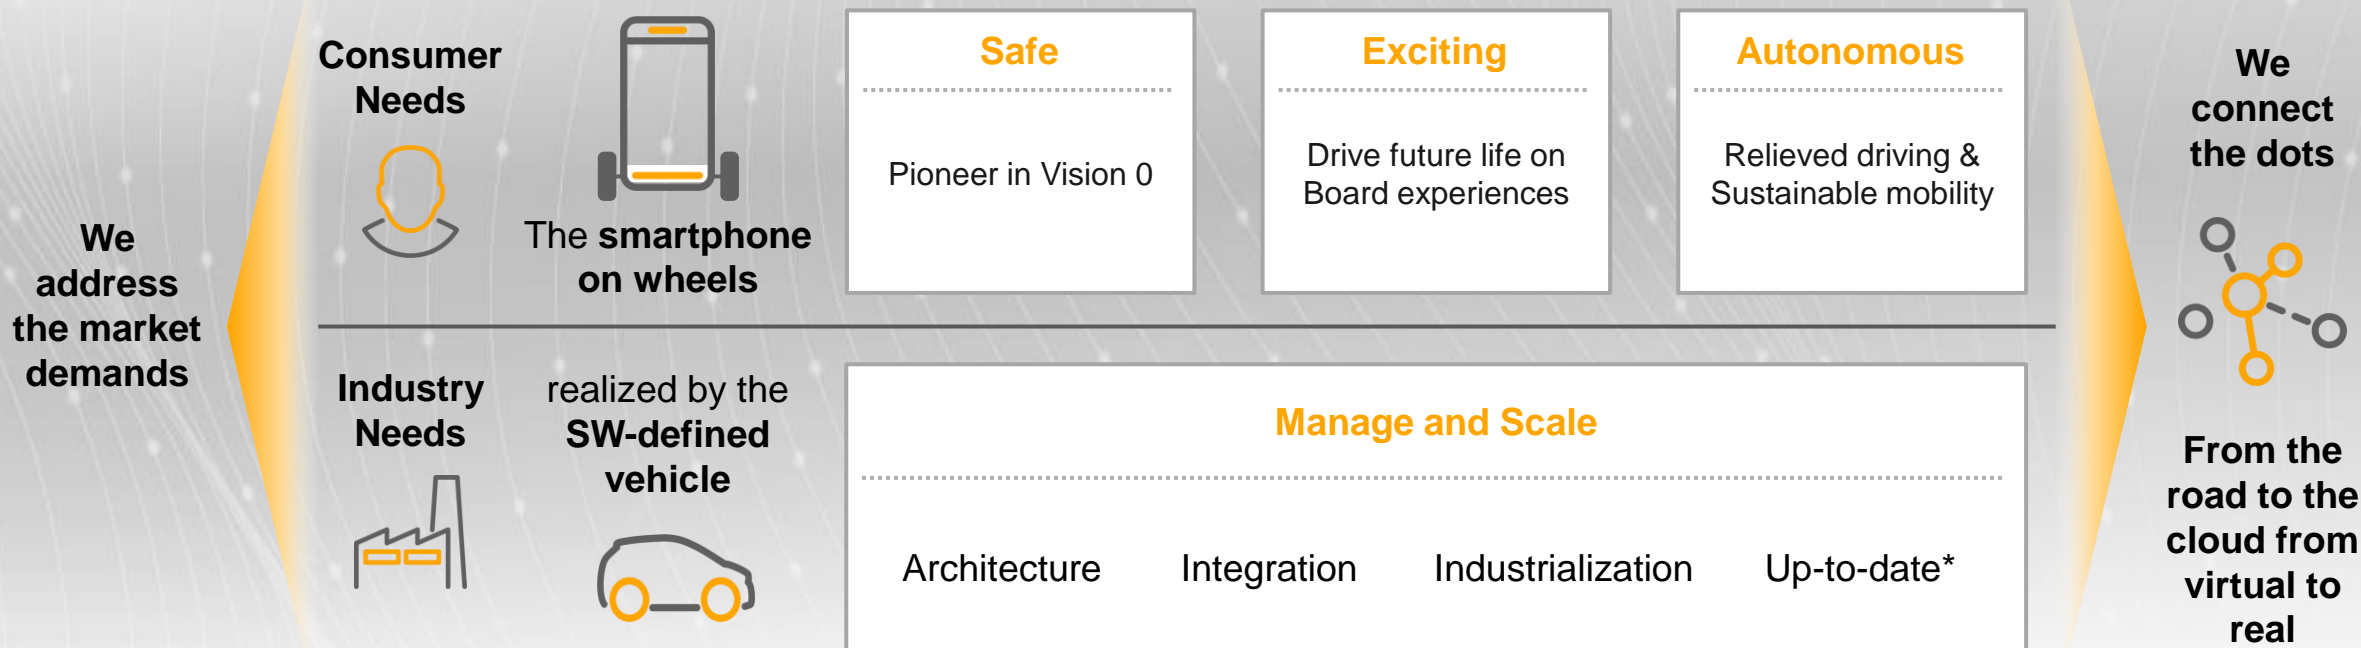 We
address
the market
demands
Consumer
Needs
The smartphone
on wheels
Safe
Pioneer in Vision 0
Exciting
Drive future life on
Board experiences
Autonomous
Relieved driving &
Sustainable mobility
Industry
Needs
realized by the
SW-defined
vehicle
Manage and Scale
Architecture
Integration
Industrialization
Up-to-date*
We
connect
the dots
From the
road to the
cloud from
virtual to
real